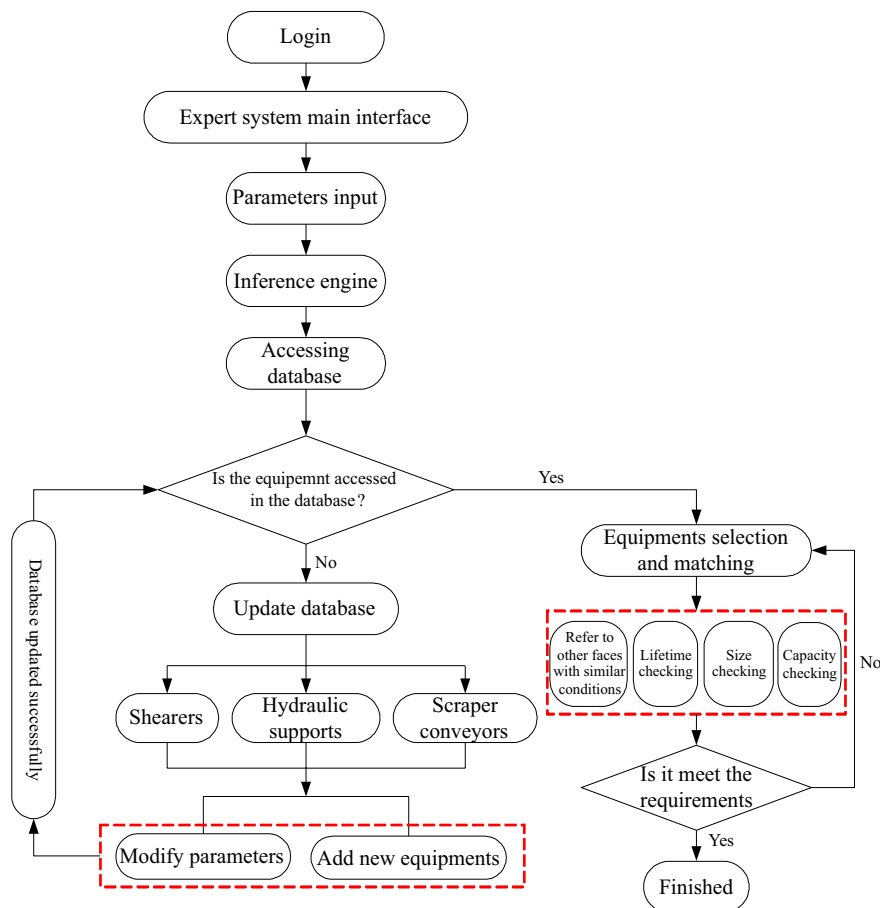 Login
Expert system main interface
Parameters input
Inference engine
Accessing
database
Is the equipemnt accessed
in the database?
Yes
No
Database updated successfully
Update database
Shearers
Hydraulic
supports
Scraper
conveyors
Modify parameters
Add new equipments
Equipments selection
and matching
Refer to
other faces
with similar
conditions
Lifetime
checking
Size
checking
Capacity
checking
No
Is it meet the
requirements
Yes
Finished